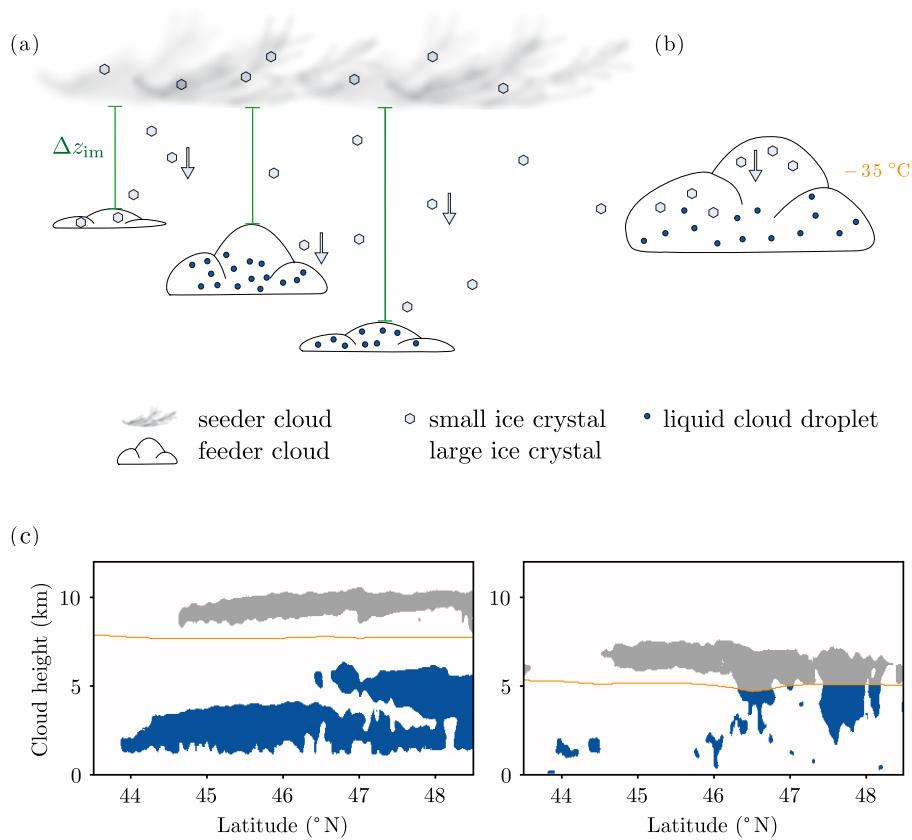 (a)
(b)
Δz_im
−35 °C
seeder cloud
small ice crystal
liquid cloud droplet
feeder cloud
large ice crystal
(c)
Cloud height (km)
10
5
0
44 45 46 47 48
Latitude (° N)
10
5
0
44 45 46 47 48
Latitude (° N)